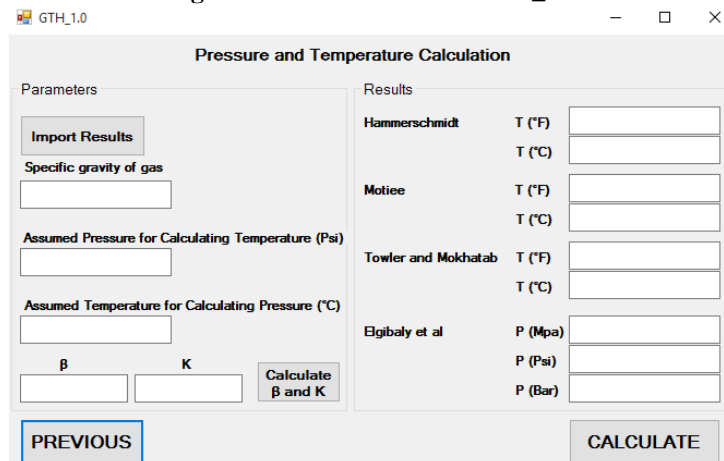 GTH_1.0
Pressure and Temperature Calculation
Parameters
Import Results
Specific gravity of gas
Assumed Pressure for Calculating Temperature (Psi)
Assumed Temperature for Calculating Pressure (°C)
β K
Calculate
β and K
PREVIOUS
Results
Hammerschmidt T (°F)
T (°C)
Motiee T (°F)
T (°C)
Towler and Mokhatab T (°F)
T (°C)
Elgibaly et al P (Mpa)
P (Psi)
P (Bar)
CALCULATE